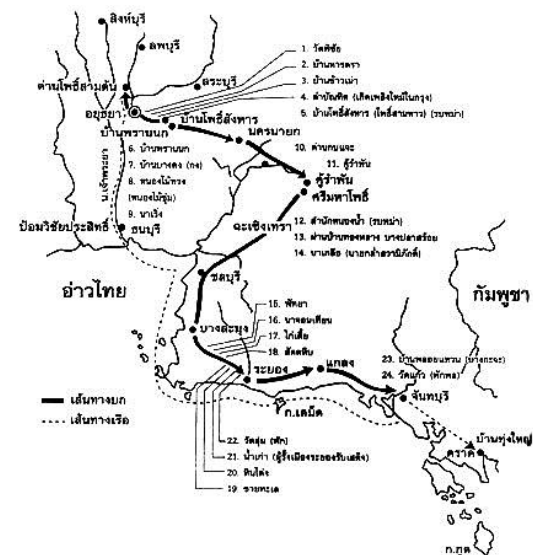 สิงห์บุรี
ลพบุรี
สระบุรี
ด่านโพธิ์สามต้น
อยุธยา
บ้านพรานนก
บ้านโพธิ์สังหาร
นครนายก
1. วัดพิชัย
2. บ้านหารตรา
3. บ้านข้าวเม่า
4. ลำบัณฑิต (เกิดเพลิงไหม้ในกรุง)
5. บ้านโพธิ์สังหาร (โพธิ์สาวหาร) (รบพม่า)
6. บ้านพรานนก
7. บ้านบางดง (กง)
8. หนองไม้ทรุง
(หนองไม้ซุ่ม)
9. นาเริ่ง
10. ด่านกบแจะ
11. คู้รำพัน
คู้รำพัน
ศรีมหาโพธิ์
น.เจ้าพระยา
ป้อมวิชัยประสิทธิ์
ธนบุรี
ฉะเชิงเทรา
12. สำนักหนองน้ำ (รบพม่า)
13. ผ่านบ้านทองหลาง บางปลาสร้อย
14. นาเกลือ (นายกล่ำสวามิภักดิ์)
ชลบุรี
อ่าวไทย
กัมพูชา
บางละมุง
15. พัทยา
16. นาจอมเทียน
17. ไก่เตี้ย
18. สัตหีบ
ระยอง
แกลง
23. บ้านพลอยแหวน (บางกะจะ)
24. วัดแก้ว (พักพล)
จันทบุรี
เส้นทางบก
เส้นทางเรือ
ก.เสม็ด
บ้านทุ่งใหญ่
ตราด
22. วัดลุ่ม (พัก)
21. น้ำเก่า (ผู้รั้งเมืองระยองรับเสด็จ)
20. หินโด่ง
19. ชายทะเล
ก.กูด